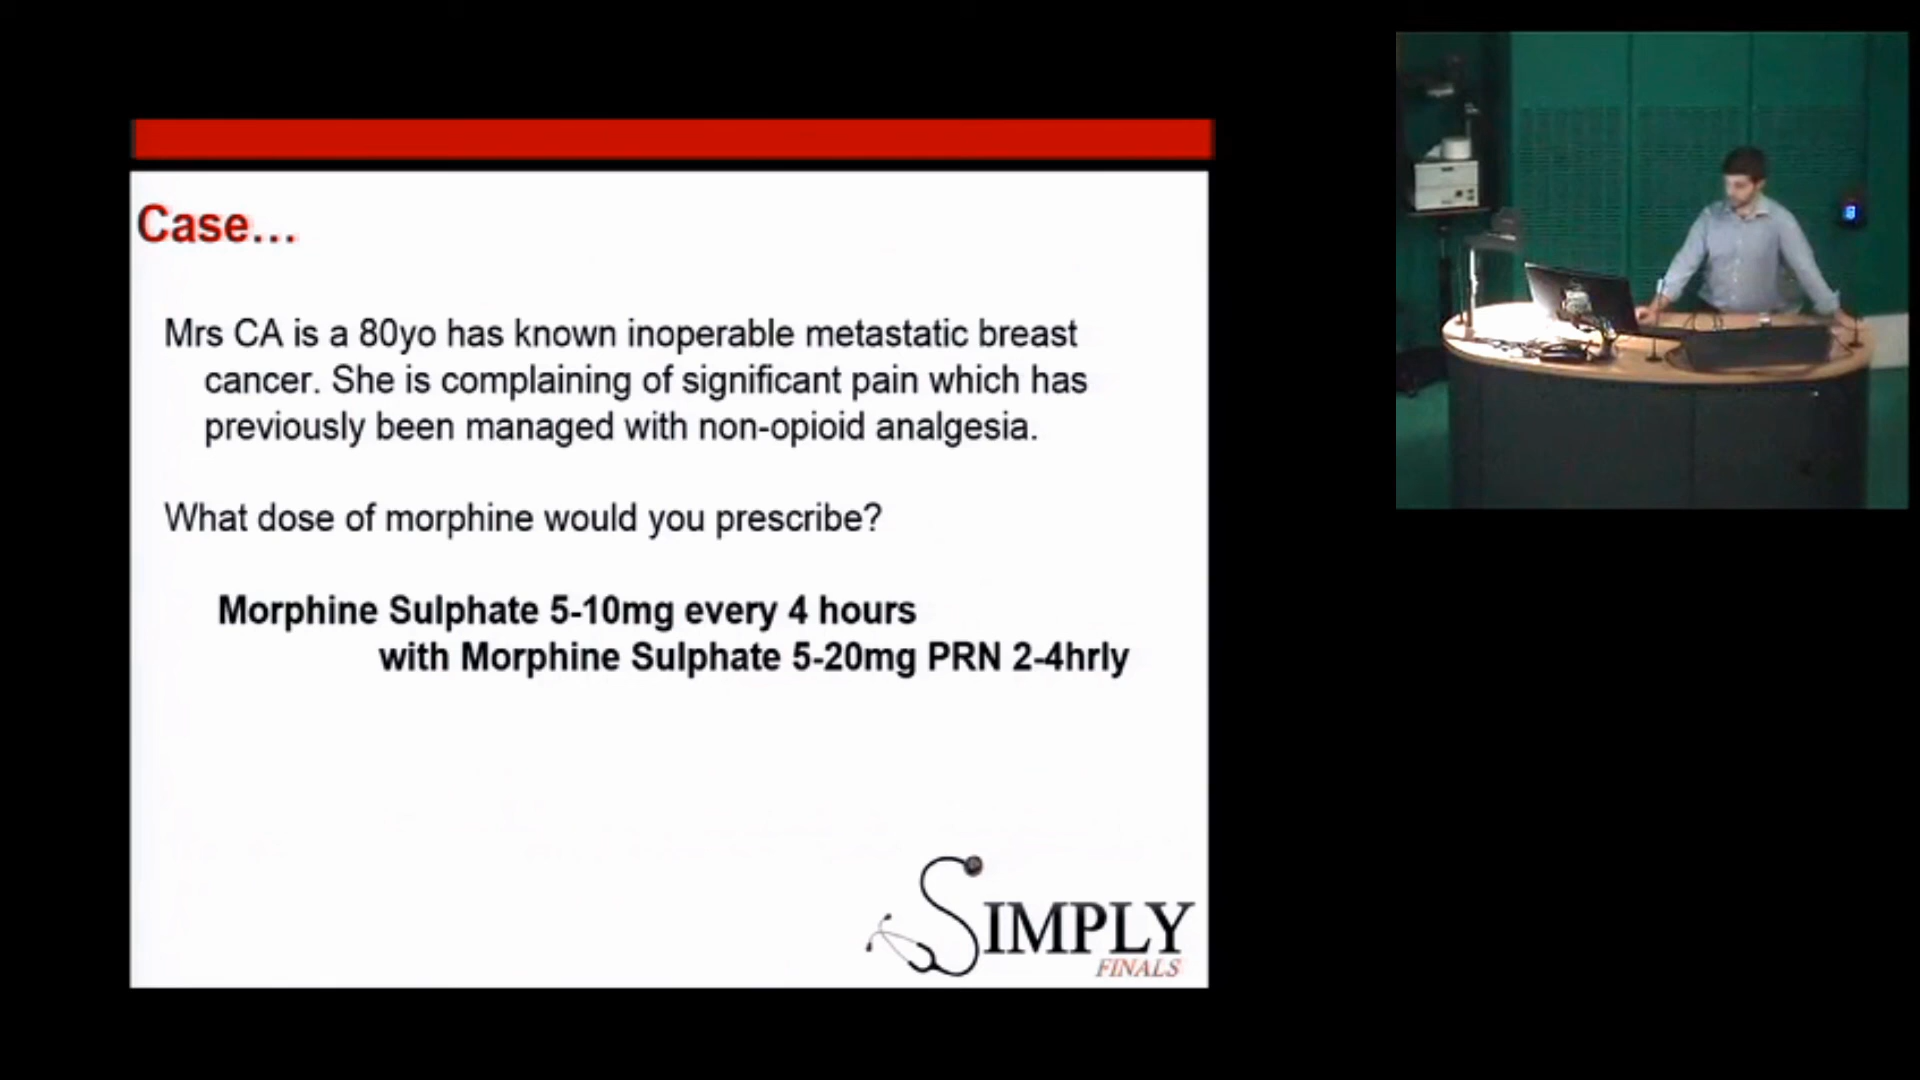 Case...
Mrs CA is a 80yo has known inoperable metastatic breast
cancer. She is complaining of significant pain which has
previously been managed with non-opioid analgesia.
What dose of morphine would you prescribe?
Morphine Sulphate 5-10mg every 4 hours
with Morphine Sulphate 5-20mg PRN 2-4hrly
SIMPLY
FINALS